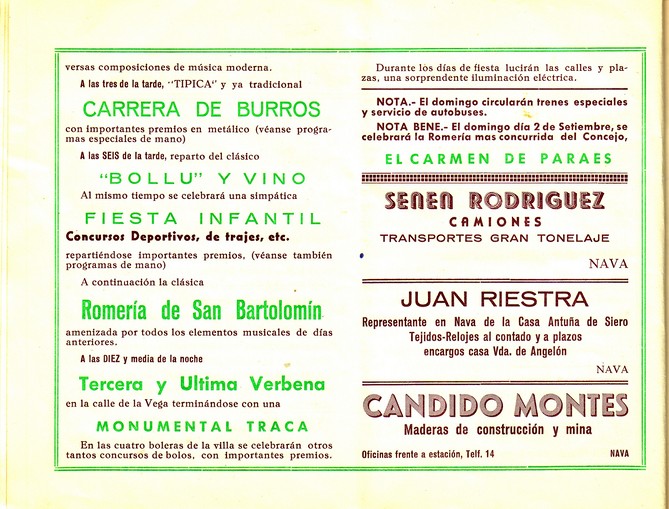 versas composiciones de música moderna.
A las tres de la tarde, "TIPICA" y ya tradicional
CARRERA DE BURROS
con importantes premios en metálico (véanse progra-
mas especiales de mano)
A las SEIS de la tarde, reparto del clásico
"BOLLU" Y VINO
Al mismo tiempo se celebrará una simpática
FIESTA INFANTIL
Concursos Deportivos, de trajes, etc.
repartiéndose importantes premios, (véanse también
programas de mano)
A continuación la clásica
Romería de San Bartolomín
amenizada por todos los elementos musicales de días
anteriores.
A las DIEZ y media de la noche
Tercera y Ultima Verbena
en la calle de la Vega terminándose con una
MONUMENTAL TRACA
En las cuatro boleras de la villa se celebrarán otros
tantos concursos de bolos, con importantes premios.
Durante los días de fiesta lucirán las calles y pla-
zas, una sorprendente iluminación eléctrica.
NOTA.- El domingo circularán trenes especiales
y servicio de autobuses.
NOTA BENE.- El domingo día 2 de Setiembre, se
celebrará la Romería mas concurrida del Concejo,
EL CARMEN DE PARAES
SENEN RODRIGUEZ
CAMIONES
TRANSPORTES GRAN TONELAJE
NAVA
JUAN RIESTRA
Representante en Nava de la Casa Antuña de Siero
Tejidos-Relojes al contado y a plazos
encargos casa Vda. de Angelón
NAVA
CANDIDO MONTES
Maderas de construcción y mina
Oficinas frente a estación, Telf. 14 NAVA